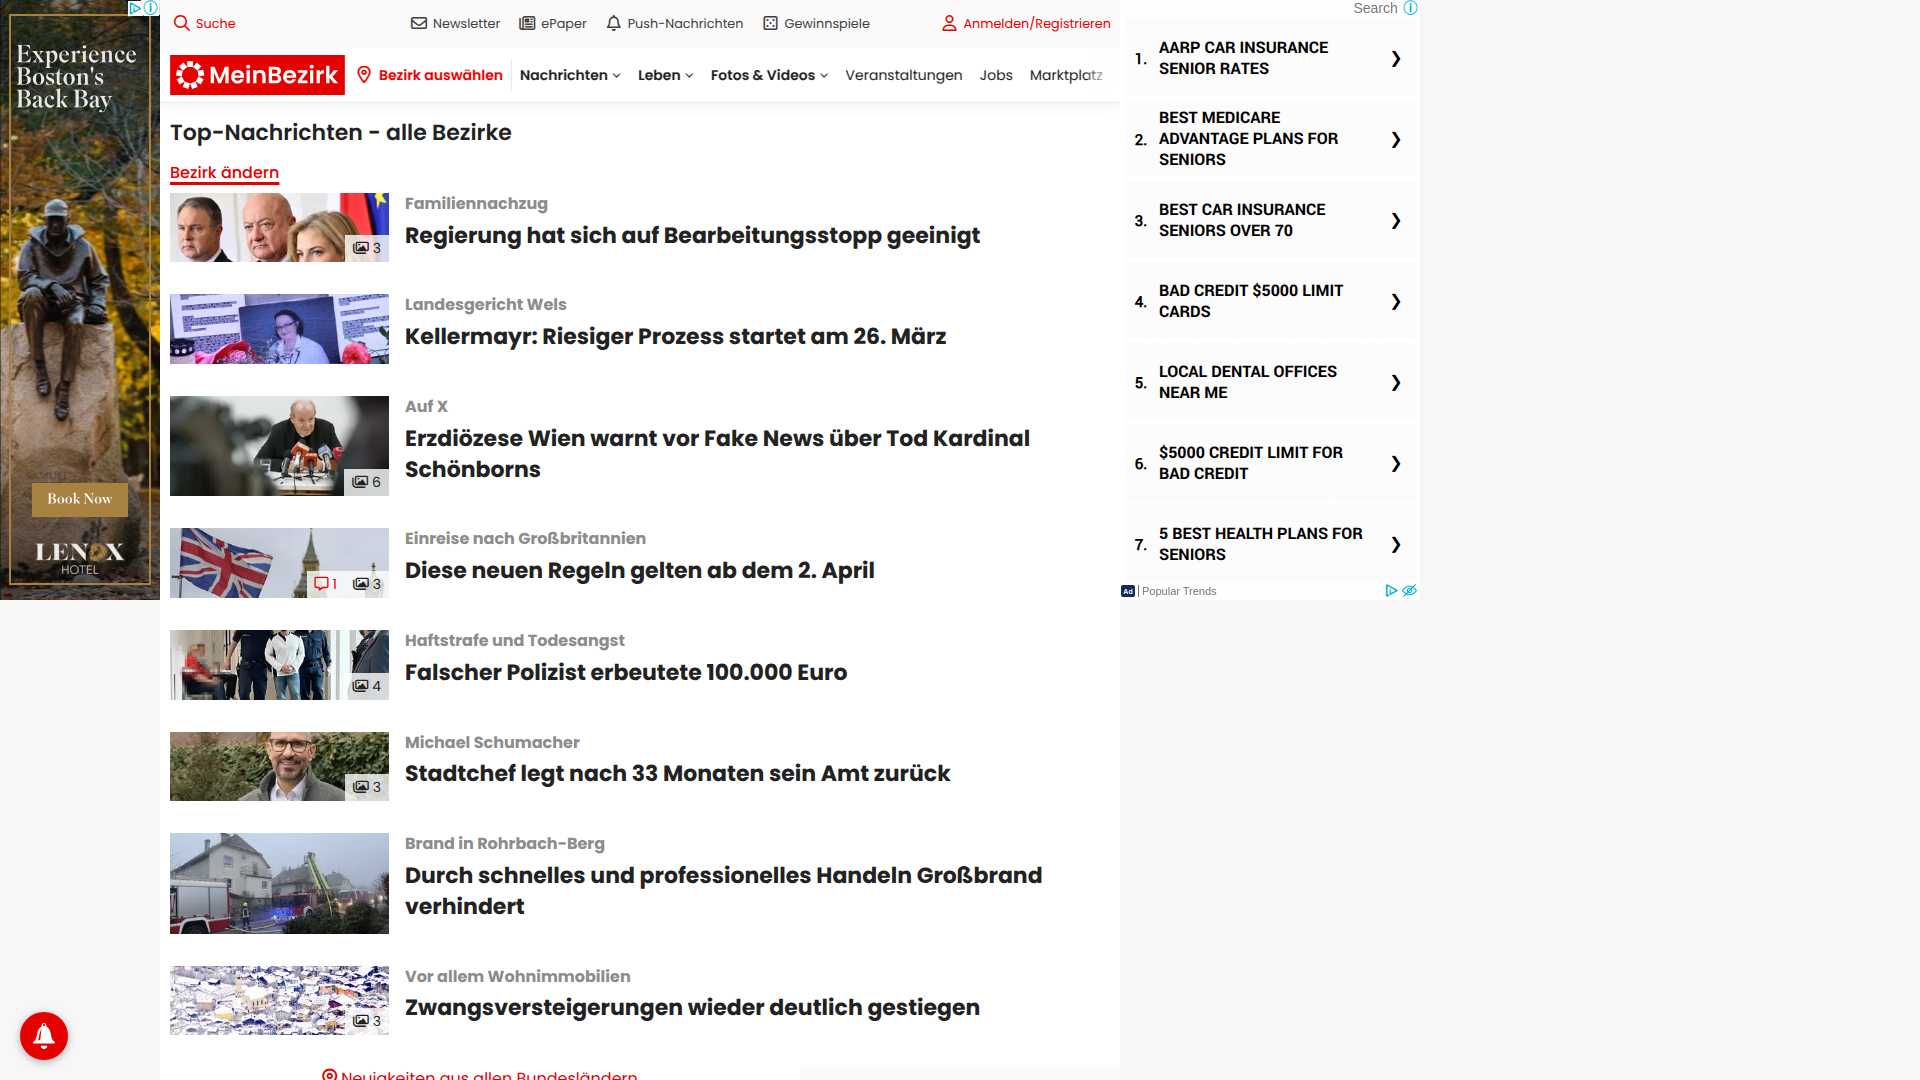 Experience
Boston's
Back Bay
Book Now
LENOX
HOTEL
Suche
Newsletter
ePaper
Push-Nachrichten
Gewinnspiele
Anmelden/Registrieren
MeinBezirk
Bezirk auswählen
Nachrichten
Leben
Fotos & Videos
Veranstaltungen
Jobs
Marktplatz
Top-Nachrichten - alle Bezirke
Bezirk ändern
3
Familiennachzug
Regierung hat sich auf Bearbeitungsstopp geeinigt
Landesgericht Wels
Kellermayr: Riesiger Prozess startet am 26. März
6
Auf X
Erzdiözese Wien warnt vor Fake News über Tod Kardinal
Schönborns
1
3
Einreise nach Großbritannien
Diese neuen Regeln gelten ab dem 2. April
4
Haftstrafe und Todesangst
Falscher Polizist erbeutete 100.000 Euro
3
Michael Schumacher
Stadtchef legt nach 33 Monaten sein Amt zurück
Brand in Rohrbach-Berg
Durch schnelles und professionelles Handeln Großbrand
verhindert
3
Vor allem Wohnimmobilien
Zwangsversteigerungen wieder deutlich gestiegen
Neuigkeiten aus allen Bundesländern
Search
1. AARP CAR INSURANCE
SENIOR RATES
2. BEST MEDICARE
ADVANTAGE PLANS FOR
SENIORS
3. BEST CAR INSURANCE
SENIORS OVER 70
4. BAD CREDIT $5000 LIMIT
CARDS
5. LOCAL DENTAL OFFICES
NEAR ME
6. $5000 CREDIT LIMIT FOR
BAD CREDIT
7. 5 BEST HEALTH PLANS FOR
SENIORS
Ad | Popular Trends